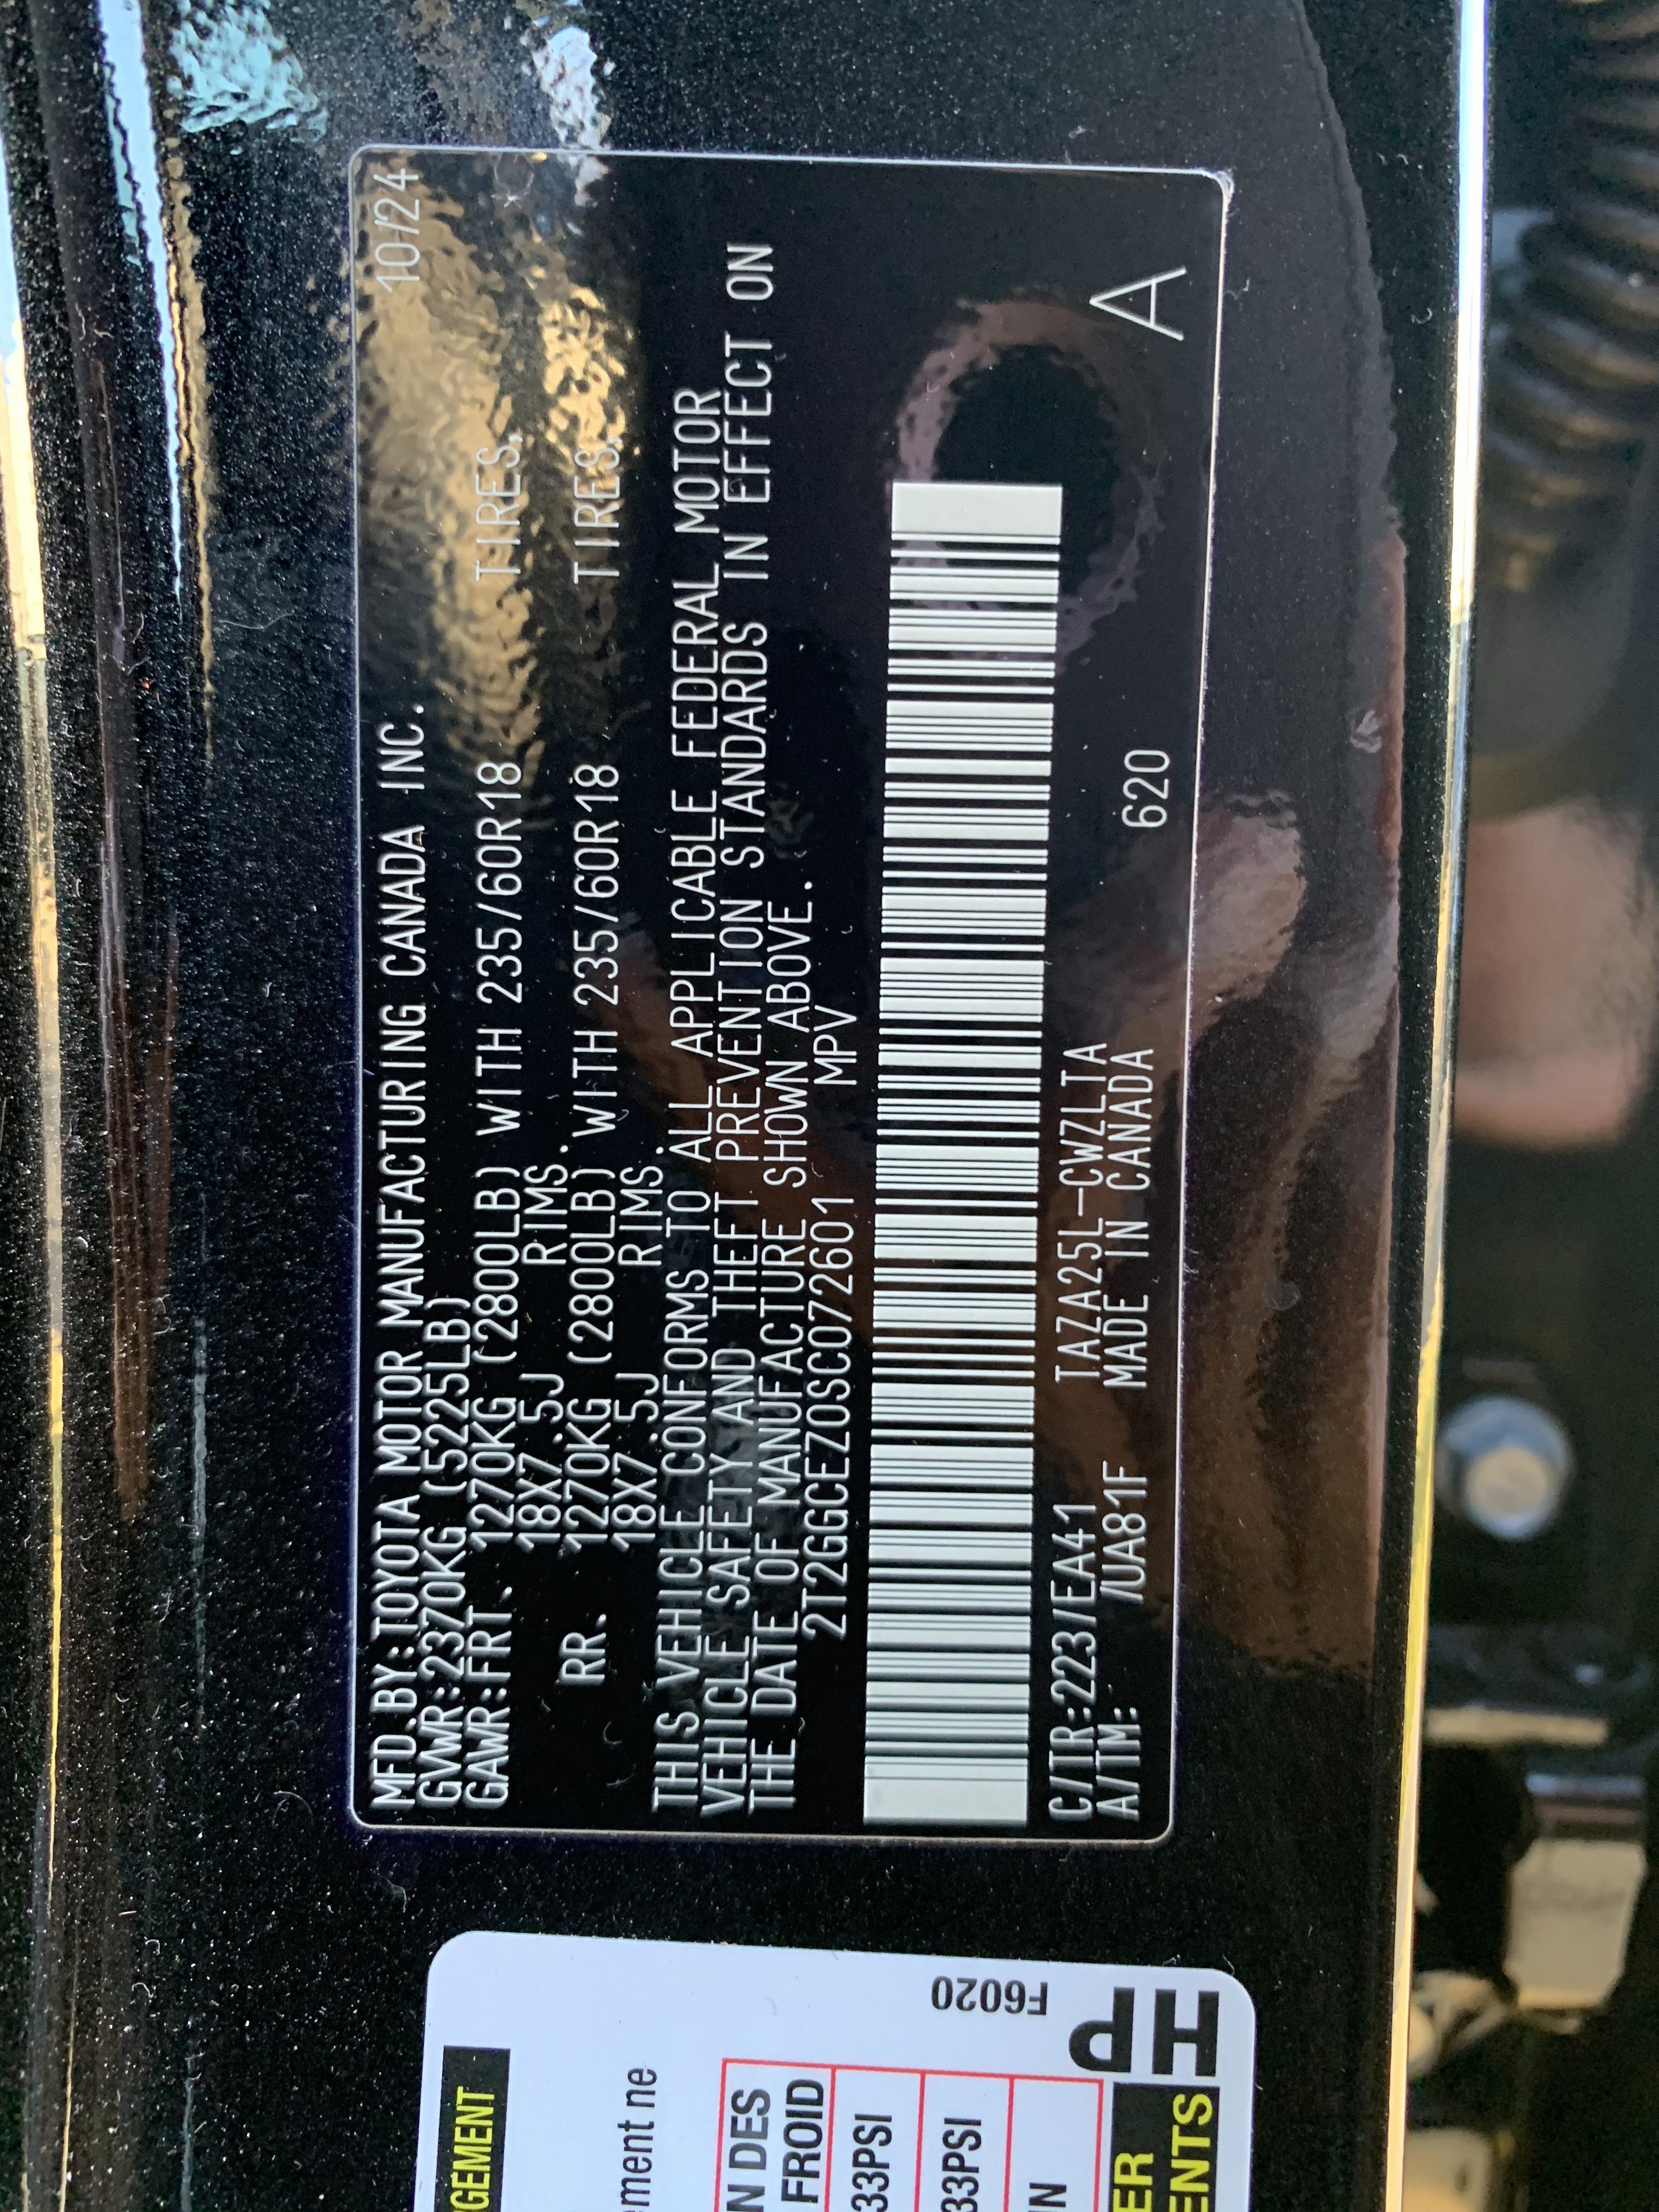 MFD.BY:TOYOTA MOTOR MANUFACTURING CANADA INC. 10/24
GVWR:2370KG (5225LB)
GAWR:FRT. 1270KG (2800LB) WITH 235/60R18 TIRES,
18X7.5J RIMS.
RR. 1270KG (2800LB) WITH 235/60R18 TIRES,
18X7.5J RIMS.
THIS VEHICLE CONFORMS TO ALL APPLICABLE FEDERAL MOTOR
VEHICLE SAFETY AND THEFT PREVENTION STANDARDS IN EFFECT ON
THE DATE OF MANUFACTURE SHOWN ABOVE.
2T2GGCEZ0SC072601 MPV
C/TR:223/EA41 TAZA25L-CWZLTA
A/TM: /UA81F MADE IN CANADA 620 A
GEMENT
ement ne
N DES
FROID
33PSI
33PSI
IN
ER
ENTS
F6020
HP